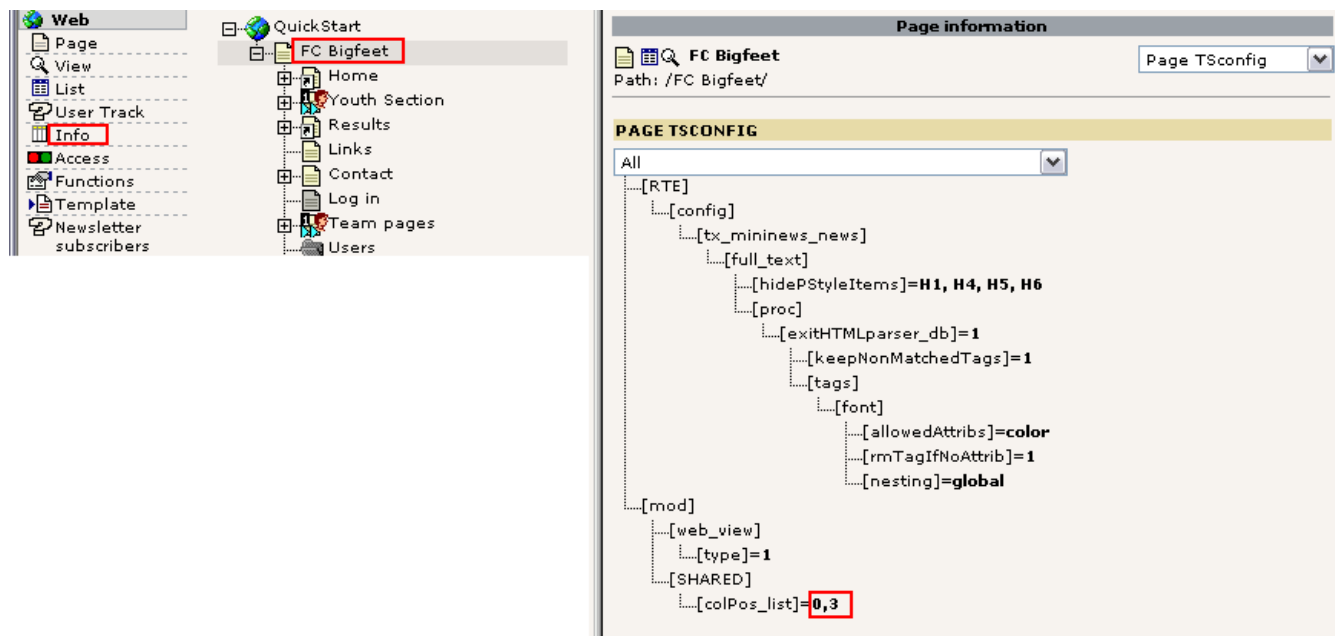 Web
Page
View
List
User Track
Info
Access
Functions
Template
Newsletter
subscribers
QuickStart
FC Bigfeet
Home
Youth Section
Results
Links
Contact
Log in
Team pages
Users
Page information
FC Bigfeet
Page TSconfig
Path: /FC Bigfeet/
PAGE TSCONFIG
All
[RTE]
[config]
[tx_mininews_news]
[full_text]
[hidePStyleItems]=H1, H4, H5, H6
[proc]
[exitHTMLparser_db]=1
[keepNonMatchedTags]=1
[tags]
[font]
[allowedAttribs]=color
[rmTagIfNoAttrib]=1
[nesting]=global
[mod]
[web_view]
[type]=1
[SHARED]
[colPos_list]=0,3